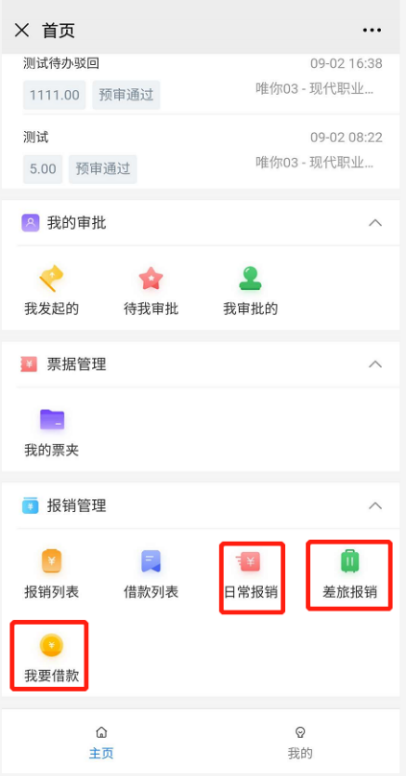 首页
测试待办驳回 09-02 16:38
1111.00 预审通过 唯你03 - 现代职业...
测试 09-02 08:22
5.00 预审通过 唯你03 - 现代职业...
我的审批
我发起的 待我审批 我审批的
票据管理
我的票夹
报销管理
报销列表 借款列表 日常报销 差旅报销
我要借款
主页 我的